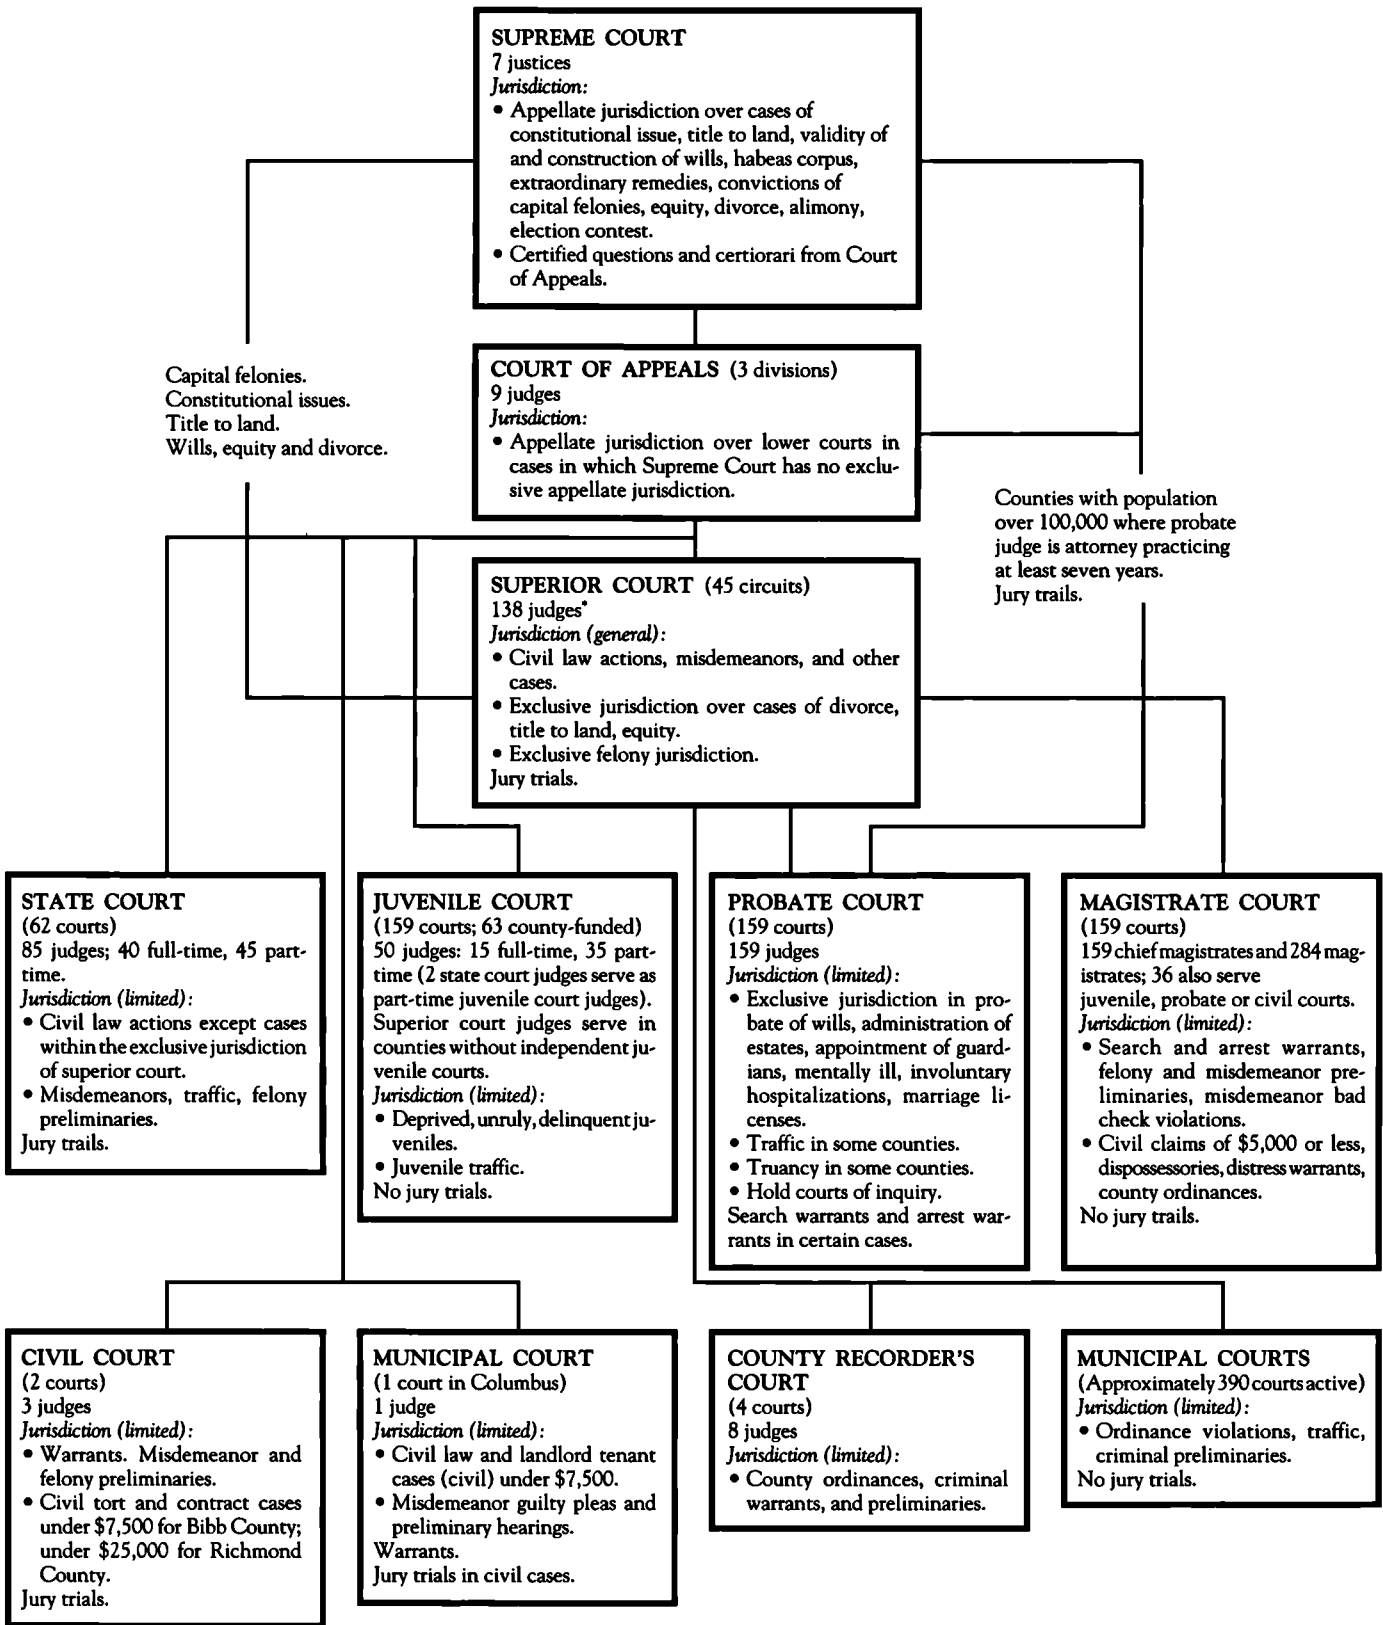 SUPREME COURT
7 justices
Jurisdiction:
• Appellate jurisdiction over cases of
constitutional issue, title to land, validity of
and construction of wills, habeas corpus,
extraordinary remedies, convictions of
capital felonies, equity, divorce, alimony,
election contest.
• Certified questions and certiorari from Court
of Appeals.
Capital felonies.
Constitutional issues.
Title to land.
Wills, equity and divorce.
COURT OF APPEALS (3 divisions)
9 judges
Jurisdiction:
• Appellate jurisdiction over lower courts in
cases in which Supreme Court has no exclu-
sive appellate jurisdiction.
Counties with population
over 100,000 where probate
judge is attorney practicing
at least seven years.
Jury trails.
SUPERIOR COURT (45 circuits)
138 judges*
Jurisdiction (general):
• Civil law actions, misdemeanors, and other
cases.
• Exclusive jurisdiction over cases of divorce,
title to land, equity.
• Exclusive felony jurisdiction.
Jury trials.
STATE COURT
(62 courts)
85 judges; 40 full-time, 45 part-
time.
Jurisdiction (limited):
• Civil law actions except cases
within the exclusive jurisdiction
of superior court.
• Misdemeanors, traffic, felony
preliminaries.
Jury trails.
JUVENILE COURT
(159 courts; 63 county-funded)
50 judges: 15 full-time, 35 part-
time (2 state court judges serve as
part-time juvenile court judges).
Superior court judges serve in
counties without independent ju-
venile courts.
Jurisdiction (limited):
• Deprived, unruly, delinquent ju-
veniles.
• Juvenile traffic.
No jury trials.
PROBATE COURT
(159 courts)
159 judges
Jurisdiction (limited):
• Exclusive jurisdiction in pro-
bate of wills, administration of
estates, appointment of guard-
ians, mentally ill, involuntary
hospitalizations, marriage li-
censes.
• Traffic in some counties.
• Truancy in some counties.
• Hold courts of inquiry.
Search warrants and arrest war-
rants in certain cases.
MAGISTRATE COURT
(159 courts)
159 chief magistrates and 284 mag-
istrates; 36 also serve
juvenile, probate or civil courts.
Jurisdiction (limited):
• Search and arrest warrants,
felony and misdemeanor pre-
liminaries, misdemeanor bad
check violations.
• Civil claims of $5,000 or less,
dispossessories, distress warrants,
county ordinances.
No jury trails.
CIVIL COURT
(2 courts)
3 judges
Jurisdiction (limited):
• Warrants. Misdemeanor and
felony preliminaries.
• Civil tort and contract cases
under $7,500 for Bibb County;
under $25,000 for Richmond
County.
Jury trials.
MUNICIPAL COURT
(1 court in Columbus)
1 judge
Jurisdiction (limited):
• Civil law and landlord tenant
cases (civil) under $7,500.
• Misdemeanor guilty pleas and
preliminary hearings.
Warrants.
Jury trials in civil cases.
COUNTY RECORDER'S
COURT
(4 courts)
8 judges
Jurisdiction (limited):
• County ordinances, criminal
warrants, and preliminaries.
MUNICIPAL COURTS
(Approximately 390 courts active)
Jurisdiction (limited):
• Ordinance violations, traffic,
criminal preliminaries.
No jury trials.